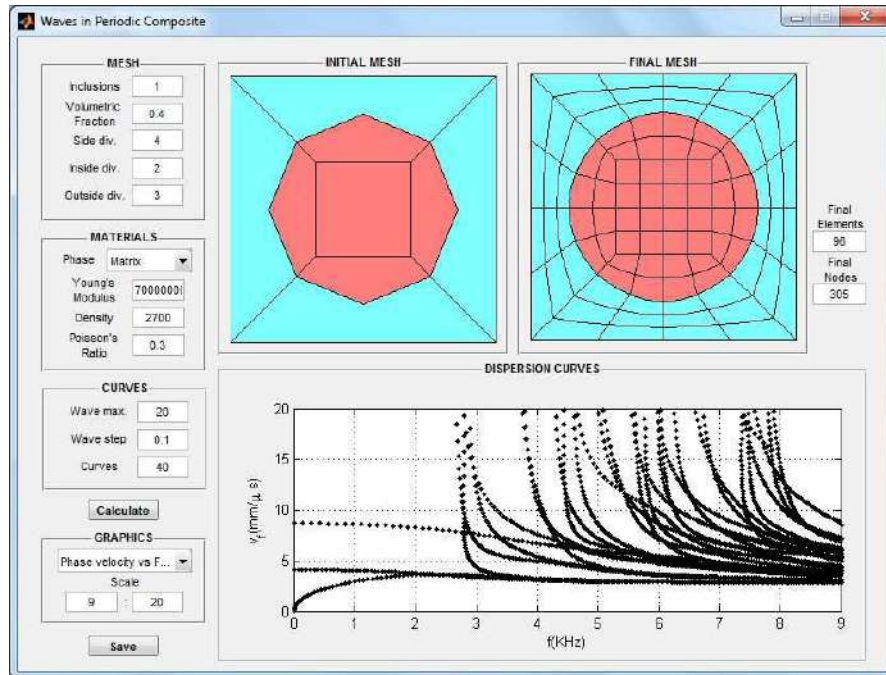 Waves in Periodic Composite
MESH
Inclusions 1
Volumetric Fraction 0.4
Side div. 4
Inside div. 2
Outside div. 3
MATERIALS
Phase Matrix
Young's Modulus
Density 2700
Poisson's Ratio 0.3
CURVES
Wave max. 20
Wave step 0.1
Curves 40
Calculate
GRAPHICS
Phase velocity vs F...
Scale
9 : 20
Save
INITIAL MESH
FINAL MESH
Final Elements
96
Final Nodes
305
DISPERSION CURVES
20
15
10
5
0
v_f(mm/μ s)
0 1 2 3 4 5 6 7 8 9
f(KHz)